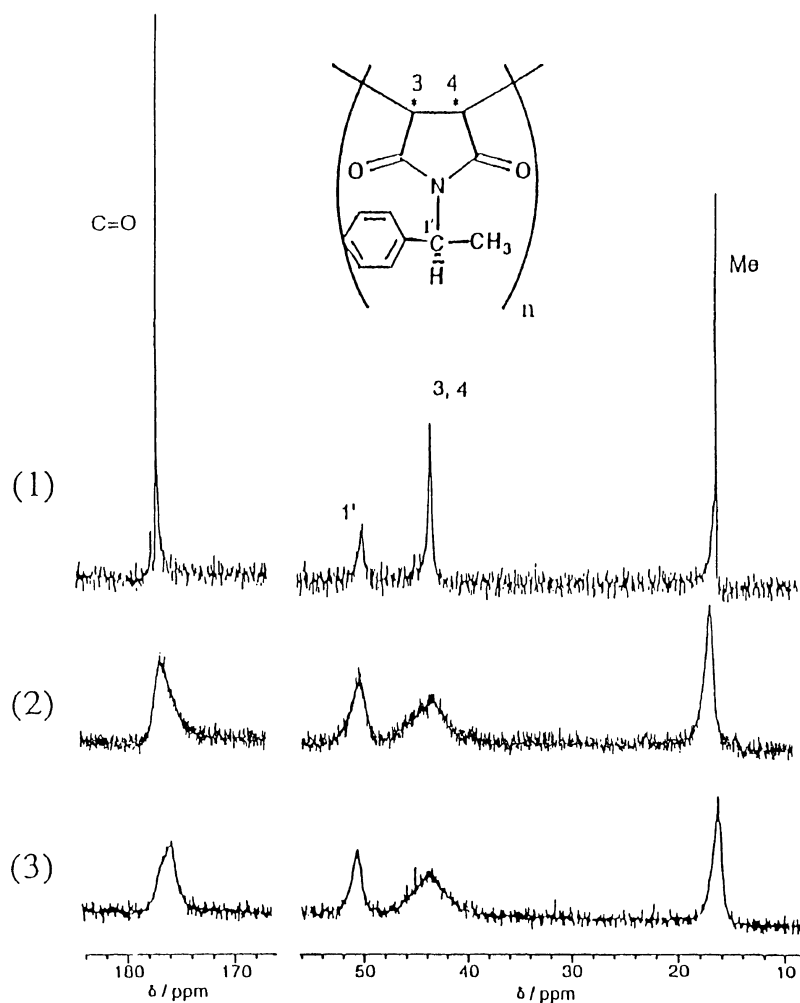 3 4
* *
O O
N
C=O
1'
C CH₃
H
Me
n
3, 4
(1)
1'
(2)
(3)
180 170 50 40 30 20 10
δ / ppm δ / ppm